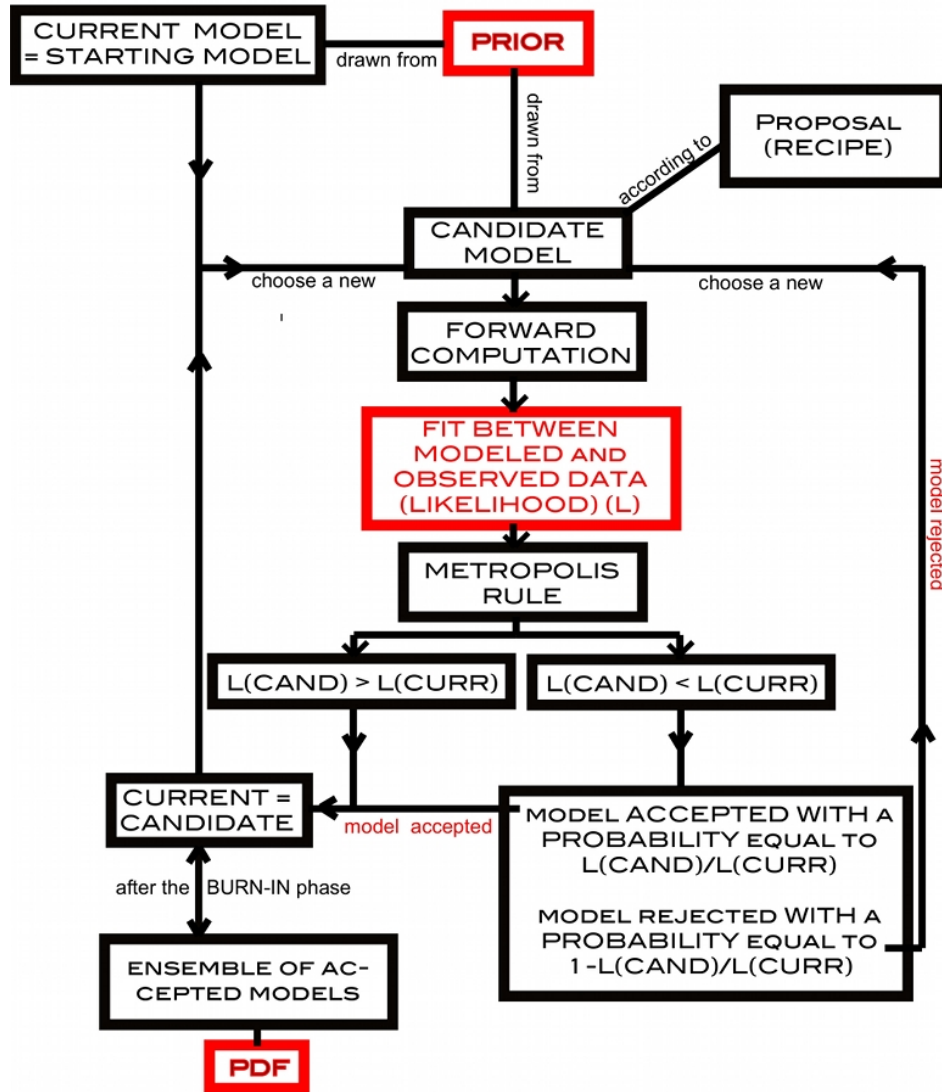 CURRENT MODEL
= STARTING MODEL
drawn from
PRIOR
drawn from
PROPOSAL
(RECIPE)
according to
CANDIDATE
MODEL
choose a new
choose a new
FORWARD
COMPUTATION
FIT BETWEEN
MODELED AND
OBSERVED DATA
(LIKELIHOOD) (L)
model rejected
METROPOLIS
RULE
L(CAND) > L(CURR)
L(CAND) < L(CURR)
CURRENT =
CANDIDATE
model accepted
MODEL ACCEPTED WITH A
PROBABILITY EQUAL TO
L(CAND)/L(CURR)
MODEL REJECTED WITH A
PROBABILITY EQUAL TO
1-L(CAND)/L(CURR)
after the BURN-IN phase
ENSEMBLE OF AC-
CEPTED MODELS
PDF